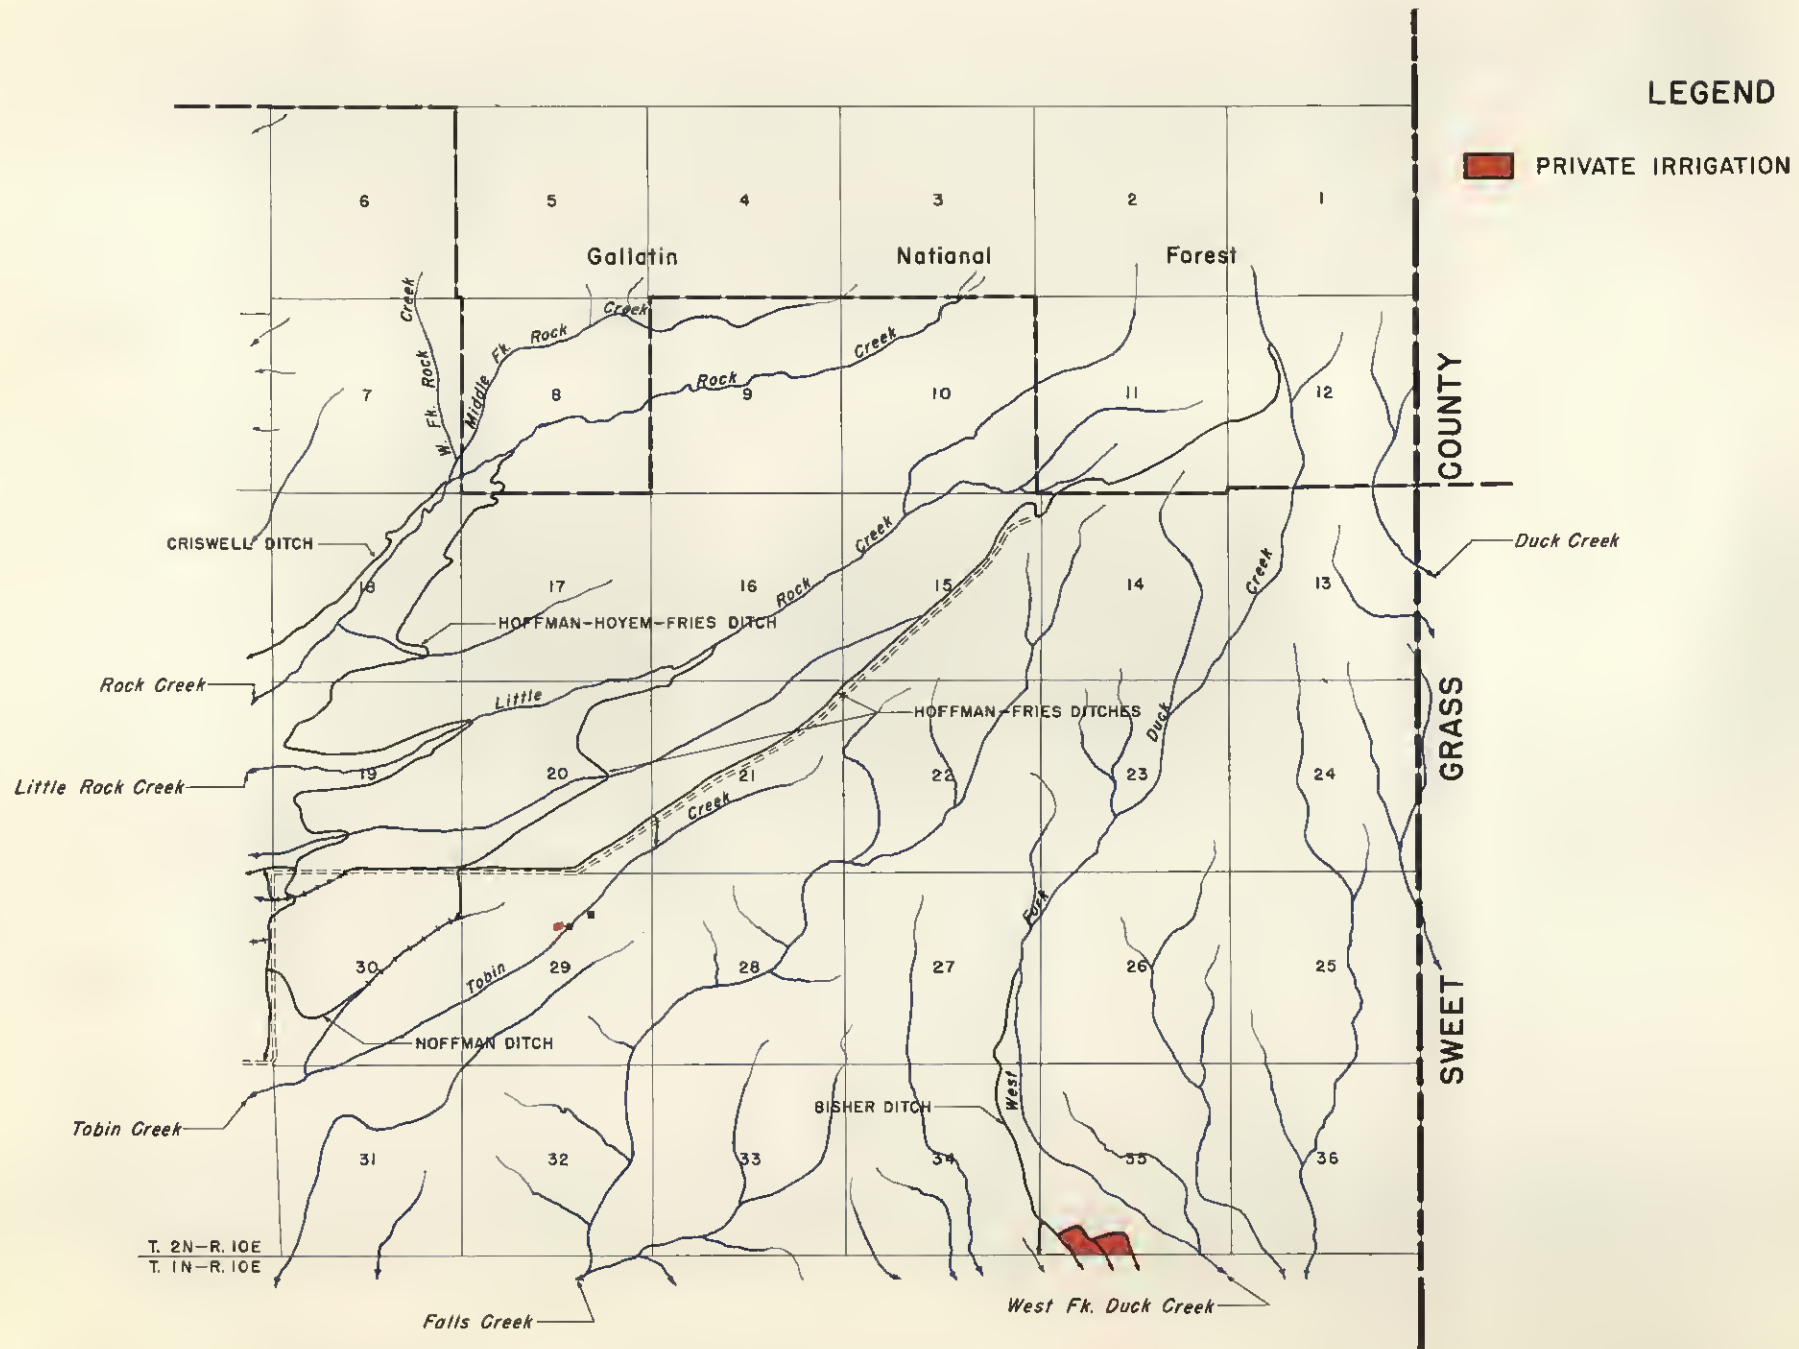 LEGEND
PRIVATE IRRIGATION
6
5
4
3
2
1
Gallatin National Forest
W. Fk. Rock Creek
Middle Fk. Rock Creek
Rock Creek
7
8
9
10
11
12
COUNTY
CRISWELL DITCH
Duck Creek
18
17
16
15
14
13
HOFFMAN-HOYEM-FRIES DITCH
Rock Creek
Little Rock Creek
HOFFMAN-FRIES DITCHES
GRASS
Little Rock Creek
19
20
21
22
23
24
Creek
West Fork Duck Creek
30
Tobin
29
28
27
26
25
HOFFMAN DITCH
SWEET
BISHER DITCH
Tobin Creek
31
32
33
34
35
36
T. 2N-R. 10E
T. 1N-R. 10E
West Fk. Duck Creek
Falls Creek